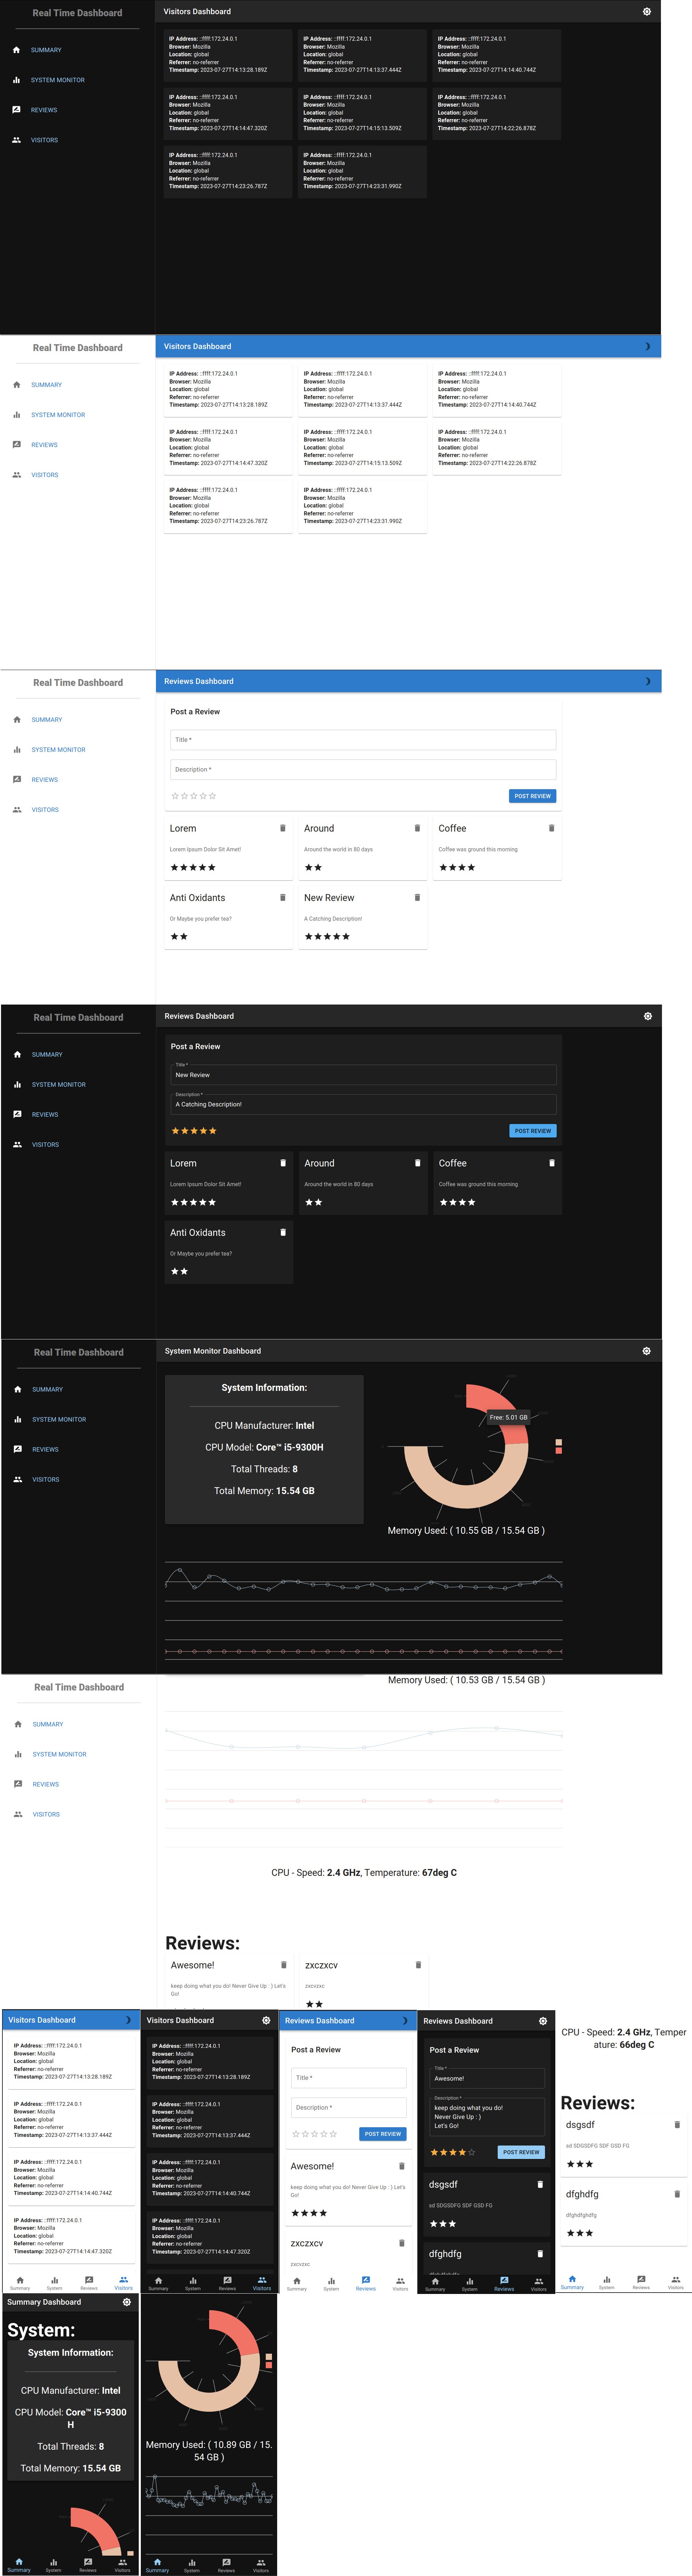 Real Time Dashboard
SUMMARY
SYSTEM MONITOR
REVIEWS
VISITORS
Visitors Dashboard
IP Address: ::ffff:172.24.0.1
Browser: Mozilla
Location: global
Referrer: no-referrer
Timestamp: 2023-07-27T14:13:28.189Z
IP Address: ::ffff:172.24.0.1
Browser: Mozilla
Location: global
Referrer: no-referrer
Timestamp: 2023-07-27T14:13:37.444Z
IP Address: ::ffff:172.24.0.1
Browser: Mozilla
Location: global
Referrer: no-referrer
Timestamp: 2023-07-27T14:14:40.744Z
IP Address: ::ffff:172.24.0.1
Browser: Mozilla
Location: global
Referrer: no-referrer
Timestamp: 2023-07-27T14:14:47.320Z
IP Address: ::ffff:172.24.0.1
Browser: Mozilla
Location: global
Referrer: no-referrer
Timestamp: 2023-07-27T14:15:13.509Z
IP Address: ::ffff:172.24.0.1
Browser: Mozilla
Location: global
Referrer: no-referrer
Timestamp: 2023-07-27T14:22:26.878Z
IP Address: ::ffff:172.24.0.1
Browser: Mozilla
Location: global
Referrer: no-referrer
Timestamp: 2023-07-27T14:23:26.787Z
IP Address: ::ffff:172.24.0.1
Browser: Mozilla
Location: global
Referrer: no-referrer
Timestamp: 2023-07-27T14:23:31.990Z
Real Time Dashboard
SUMMARY
SYSTEM MONITOR
REVIEWS
VISITORS
Visitors Dashboard
IP Address: ::ffff:172.24.0.1
Browser: Mozilla
Location: global
Referrer: no-referrer
Timestamp: 2023-07-27T14:13:28.189Z
IP Address: ::ffff:172.24.0.1
Browser: Mozilla
Location: global
Referrer: no-referrer
Timestamp: 2023-07-27T14:13:37.444Z
IP Address: ::ffff:172.24.0.1
Browser: Mozilla
Location: global
Referrer: no-referrer
Timestamp: 2023-07-27T14:14:40.744Z
IP Address: ::ffff:172.24.0.1
Browser: Mozilla
Location: global
Referrer: no-referrer
Timestamp: 2023-07-27T14:14:47.320Z
IP Address: ::ffff:172.24.0.1
Browser: Mozilla
Location: global
Referrer: no-referrer
Timestamp: 2023-07-27T14:15:13.509Z
IP Address: ::ffff:172.24.0.1
Browser: Mozilla
Location: global
Referrer: no-referrer
Timestamp: 2023-07-27T14:22:26.878Z
IP Address: ::ffff:172.24.0.1
Browser: Mozilla
Location: global
Referrer: no-referrer
Timestamp: 2023-07-27T14:23:26.787Z
IP Address: ::ffff:172.24.0.1
Browser: Mozilla
Location: global
Referrer: no-referrer
Timestamp: 2023-07-27T14:23:31.990Z
Real Time Dashboard
SUMMARY
SYSTEM MONITOR
REVIEWS
VISITORS
Reviews Dashboard
Post a Review
Title *
Description *
POST REVIEW
Lorem
Lorem Ipsum Dolor Sit Amet!
Around
Around the world in 80 days
Coffee
Coffee was ground this morning
Anti Oxidants
Or Maybe you prefer tea?
New Review
A Catching Description!
Real Time Dashboard
SUMMARY
SYSTEM MONITOR
REVIEWS
VISITORS
Reviews Dashboard
Post a Review
Title *
New Review
Description *
A Catching Description!
POST REVIEW
Lorem
Lorem Ipsum Dolor Sit Amet!
Around
Around the world in 80 days
Coffee
Coffee was ground this morning
Anti Oxidants
Or Maybe you prefer tea?
Real Time Dashboard
SUMMARY
SYSTEM MONITOR
REVIEWS
VISITORS
System Monitor Dashboard
System Information:
CPU Manufacturer: Intel
CPU Model: Core™ i5-9300H
Total Threads: 8
Total Memory: 15.54 GB
Free: 5.01 GB
Memory Used: ( 10.55 GB / 15.54 GB )
Real Time Dashboard
SUMMARY
SYSTEM MONITOR
REVIEWS
VISITORS
Memory Used: ( 10.53 GB / 15.54 GB )
CPU - Speed: 2.4 GHz, Temperature: 67deg C
Reviews:
Awesome!
keep doing what you do! Never Give Up : ) Let's
Go!
zxczxcv
zxcvzxc
Visitors Dashboard
IP Address: ::ffff:172.24.0.1
Browser: Mozilla
Location: global
Referrer: no-referrer
Timestamp: 2023-07-27T14:13:28.189Z
IP Address: ::ffff:172.24.0.1
Browser: Mozilla
Location: global
Referrer: no-referrer
Timestamp: 2023-07-27T14:13:37.444Z
IP Address: ::ffff:172.24.0.1
Browser: Mozilla
Location: global
Referrer: no-referrer
Timestamp: 2023-07-27T14:14:40.744Z
IP Address: ::ffff:172.24.0.1
Browser: Mozilla
Location: global
Referrer: no-referrer
Timestamp: 2023-07-27T14:14:47.320Z
Summary System Reviews Visitors
Visitors Dashboard
IP Address: ::ffff:172.24.0.1
Browser: Mozilla
Location: global
Referrer: no-referrer
Timestamp: 2023-07-27T14:13:28.189Z
IP Address: ::ffff:172.24.0.1
Browser: Mozilla
Location: global
Referrer: no-referrer
Timestamp: 2023-07-27T14:13:37.444Z
IP Address: ::ffff:172.24.0.1
Browser: Mozilla
Location: global
Referrer: no-referrer
Timestamp: 2023-07-27T14:14:40.744Z
IP Address: ::ffff:172.24.0.1
Browser: Mozilla
Location: global
Referrer: no-referrer
Timestamp: 2023-07-27T14:14:47.320Z
Summary System Reviews Visitors
Reviews Dashboard
Post a Review
Title *
Description *
POST REVIEW
Awesome!
keep doing what you do! Never Give Up : ) Let's
Go!
zxczxcv
zxcvzxc
Summary System Reviews Visitors
Reviews Dashboard
Post a Review
Title *
Awesome!
Description *
keep doing what you do!
Never Give Up : )
Let's Go!
POST REVIEW
dsgsdf
sd SDGSDFG SDF GSD FG
dfghdfg
Summary System Reviews Visitors
CPU - Speed: 2.4 GHz, Temper
ature: 66deg C
Reviews:
dsgsdf
sd SDGSDFG SDF GSD FG
dfghdfg
dfghdfghdfg
Summary System Reviews Visitors
Summary Dashboard
System:
System Information:
CPU Manufacturer: Intel
CPU Model: Core™ i5-9300
H
Total Threads: 8
Total Memory: 15.54 GB
Summary System Reviews Visitors
Memory Used: ( 10.89 GB / 15.
54 GB )
Summary System Reviews Visitors